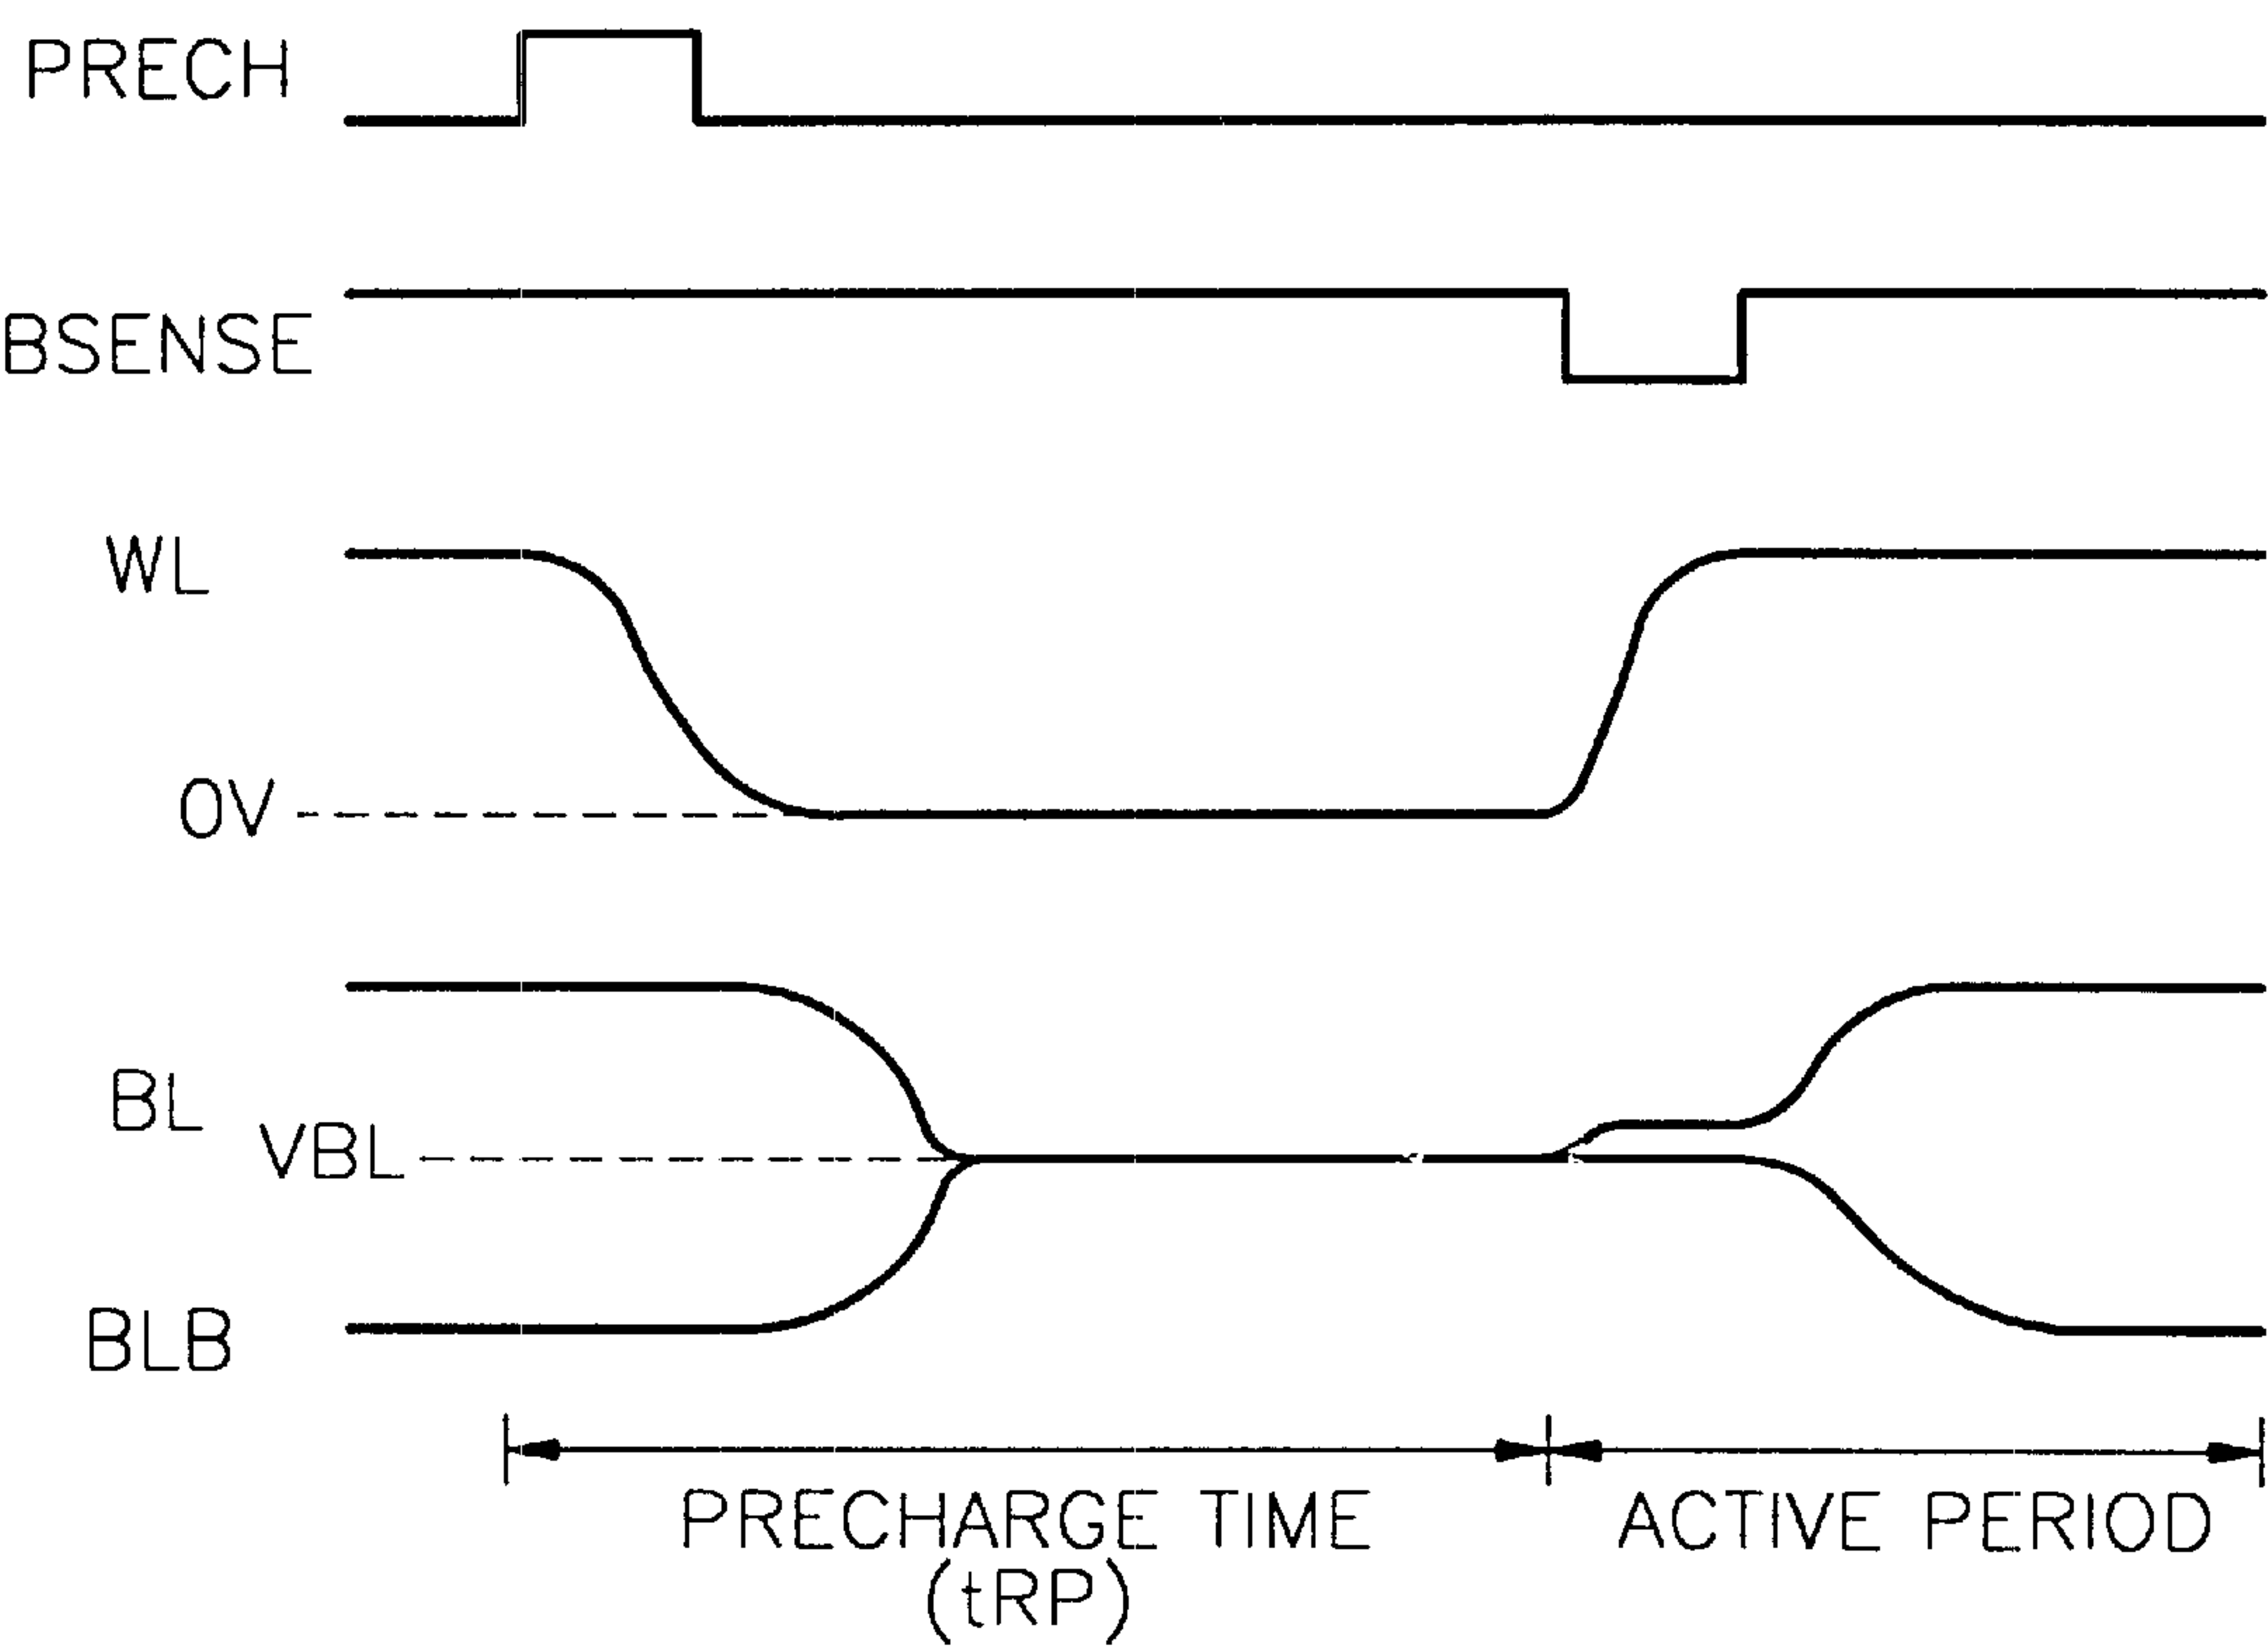 PRECH
BSENSE
WL
0V
BL
VBL
BLB
PRECHARGE TIME
(tRP)
ACTIVE PERIOD